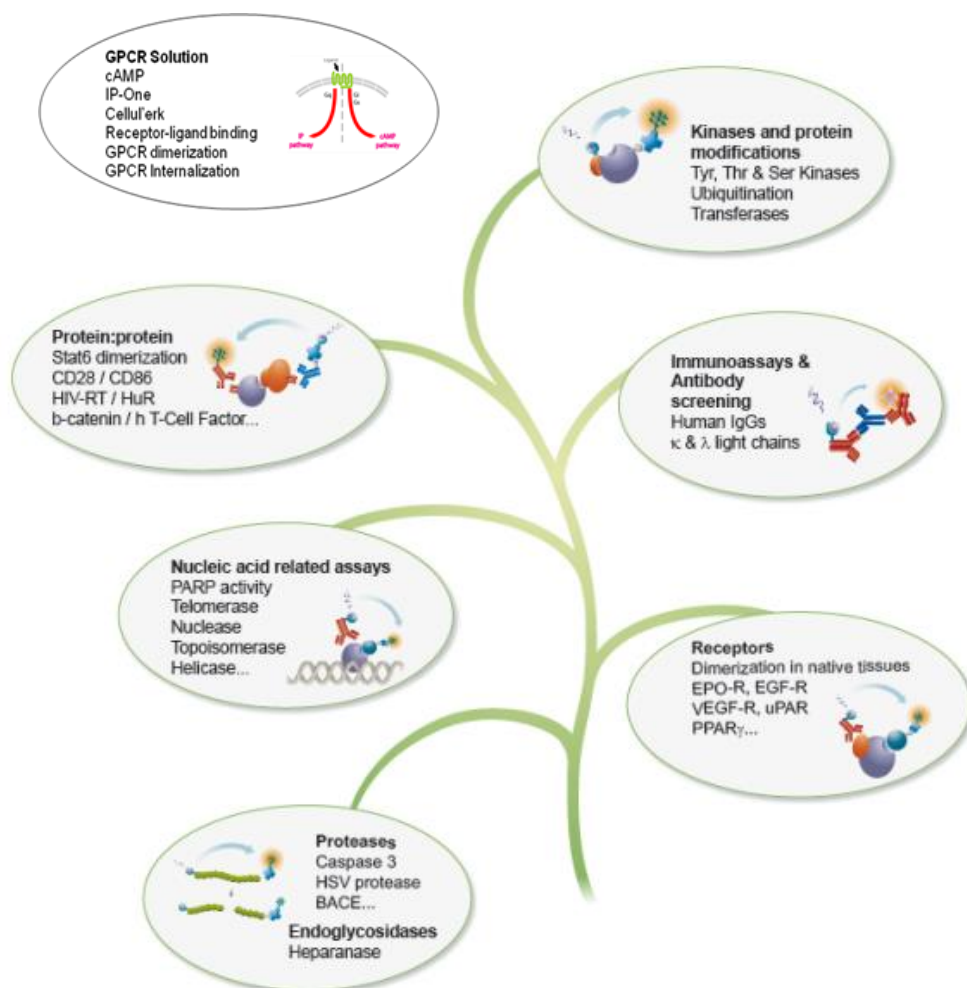 GPCR Solution
cAMP
IP-One
Cellul'erk
Receptor-ligand binding
GPCR dimerization
GPCR Internalization
Gq
Gi
Gs
IP
pathway
cAMP
pathway
Kinases and protein
modifications
Tyr, Thr & Ser Kinases
Ubiquitination
Transferases
Protein:protein
Stat6 dimerization
CD28 / CD86
HIV-RT / HuR
b-catenin / h T-Cell Factor...
Immunoassays &
Antibody
screening
Human IgGs
κ & λ light chains
Nucleic acid related assays
PARP activity
Telomerase
Nuclease
Topoisomerase
Helicase...
Receptors
Dimerization in native tissues
EPO-R, EGF-R
VEGF-R, uPAR
PPARγ...
Proteases
Caspase 3
HSV protease
BACE...
Endoglycosidases
Heparanase